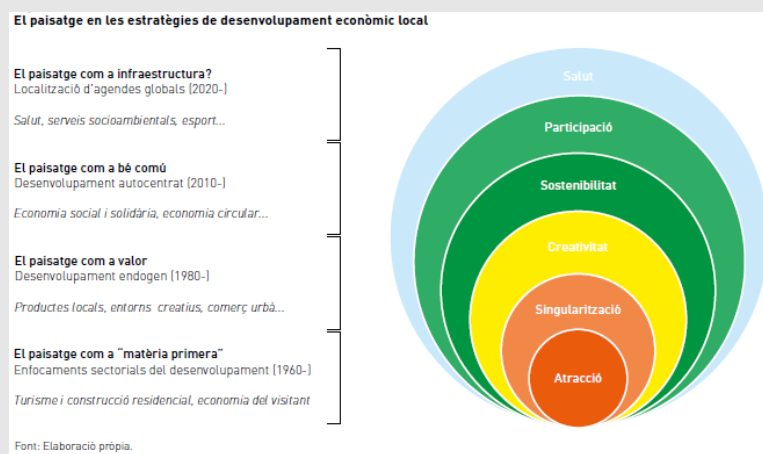 El paisatge en les estratègies de desenvolupament econòmic local
El paisatge com a infraestructura?
Localització d'agendes globals (2020-)
Salut, serveis socioambientals, esport...
El paisatge com a bé comú
Desenvolupament autocentrat (2010-)
Economia social i solidària, economia circular...
El paisatge com a valor
Desenvolupament endogen (1980-)
Productes locals, entorns creatius, comerç urbà...
El paisatge com a "matèria primera"
Enfocaments sectorials del desenvolupament (1960-)
Turisme i construcció residencial, economia del visitant
Font: Elaboració pròpia.
Salut
Participació
Sostenibilitat
Creativitat
Singularització
Atracció